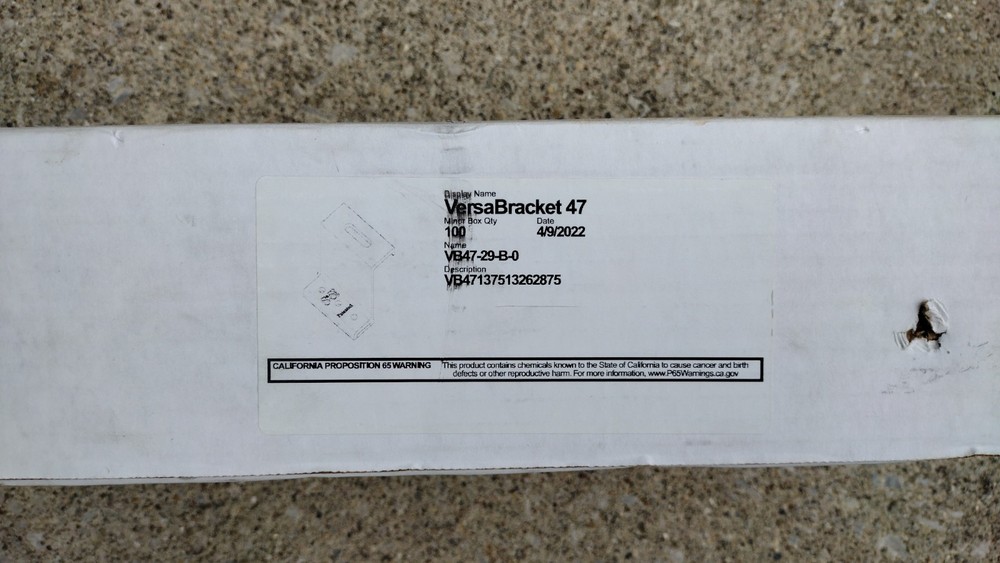 Display Name
VersaBracket 47
Minor Box Qty Date
100 4/9/2022
Name
VB47-29-B-0
Description
VB47137513262875
CALIFORNIA PROPOSITION 65 WARNING This product contains chemicals known to the State of California to cause cancer and birth
defects or other reproductive harm. For more information, www.P65Warnings.ca.gov